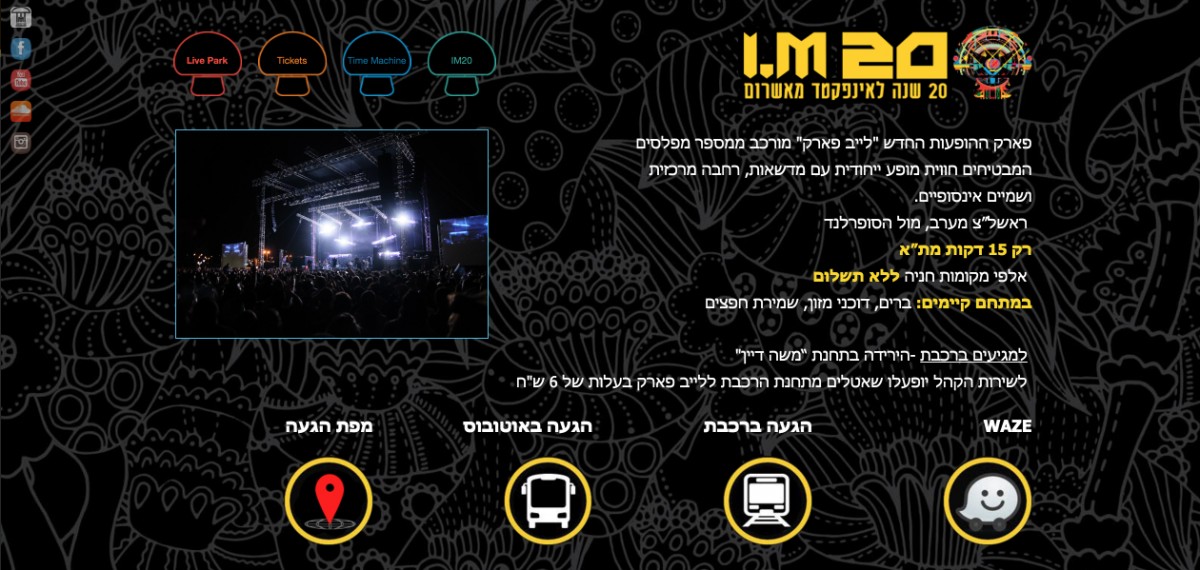 Live Park
Tickets
Time Machine
IM20
I.M 20
20 שנה לאינפקטד מאשרום
פארק ההופעות החדש "לייב פארק" מורכב ממספר מפלסים
המבטיחים חווית מופע ייחודית עם מדשאות, רחבה מרכזית
ושמיים אינסופיים.
ראשל״צ מערב, מול הסופרלנד
רק 15 דקות מת״א
אלפי מקומות חניה ללא תשלום
במתחם קיימים: ברים, דוכני מזון, שמירת חפצים
למגיעים ברכבת -הירידה בתחנת “משה דיין"
לשירות הקהל יופעלו שאטלים מתחנת הרכבת ללייב פארק בעלות של 6 ש"ח
WAZE
הגעה ברכבת
הגעה באוטובוס
מפת הגעה
You
Tube